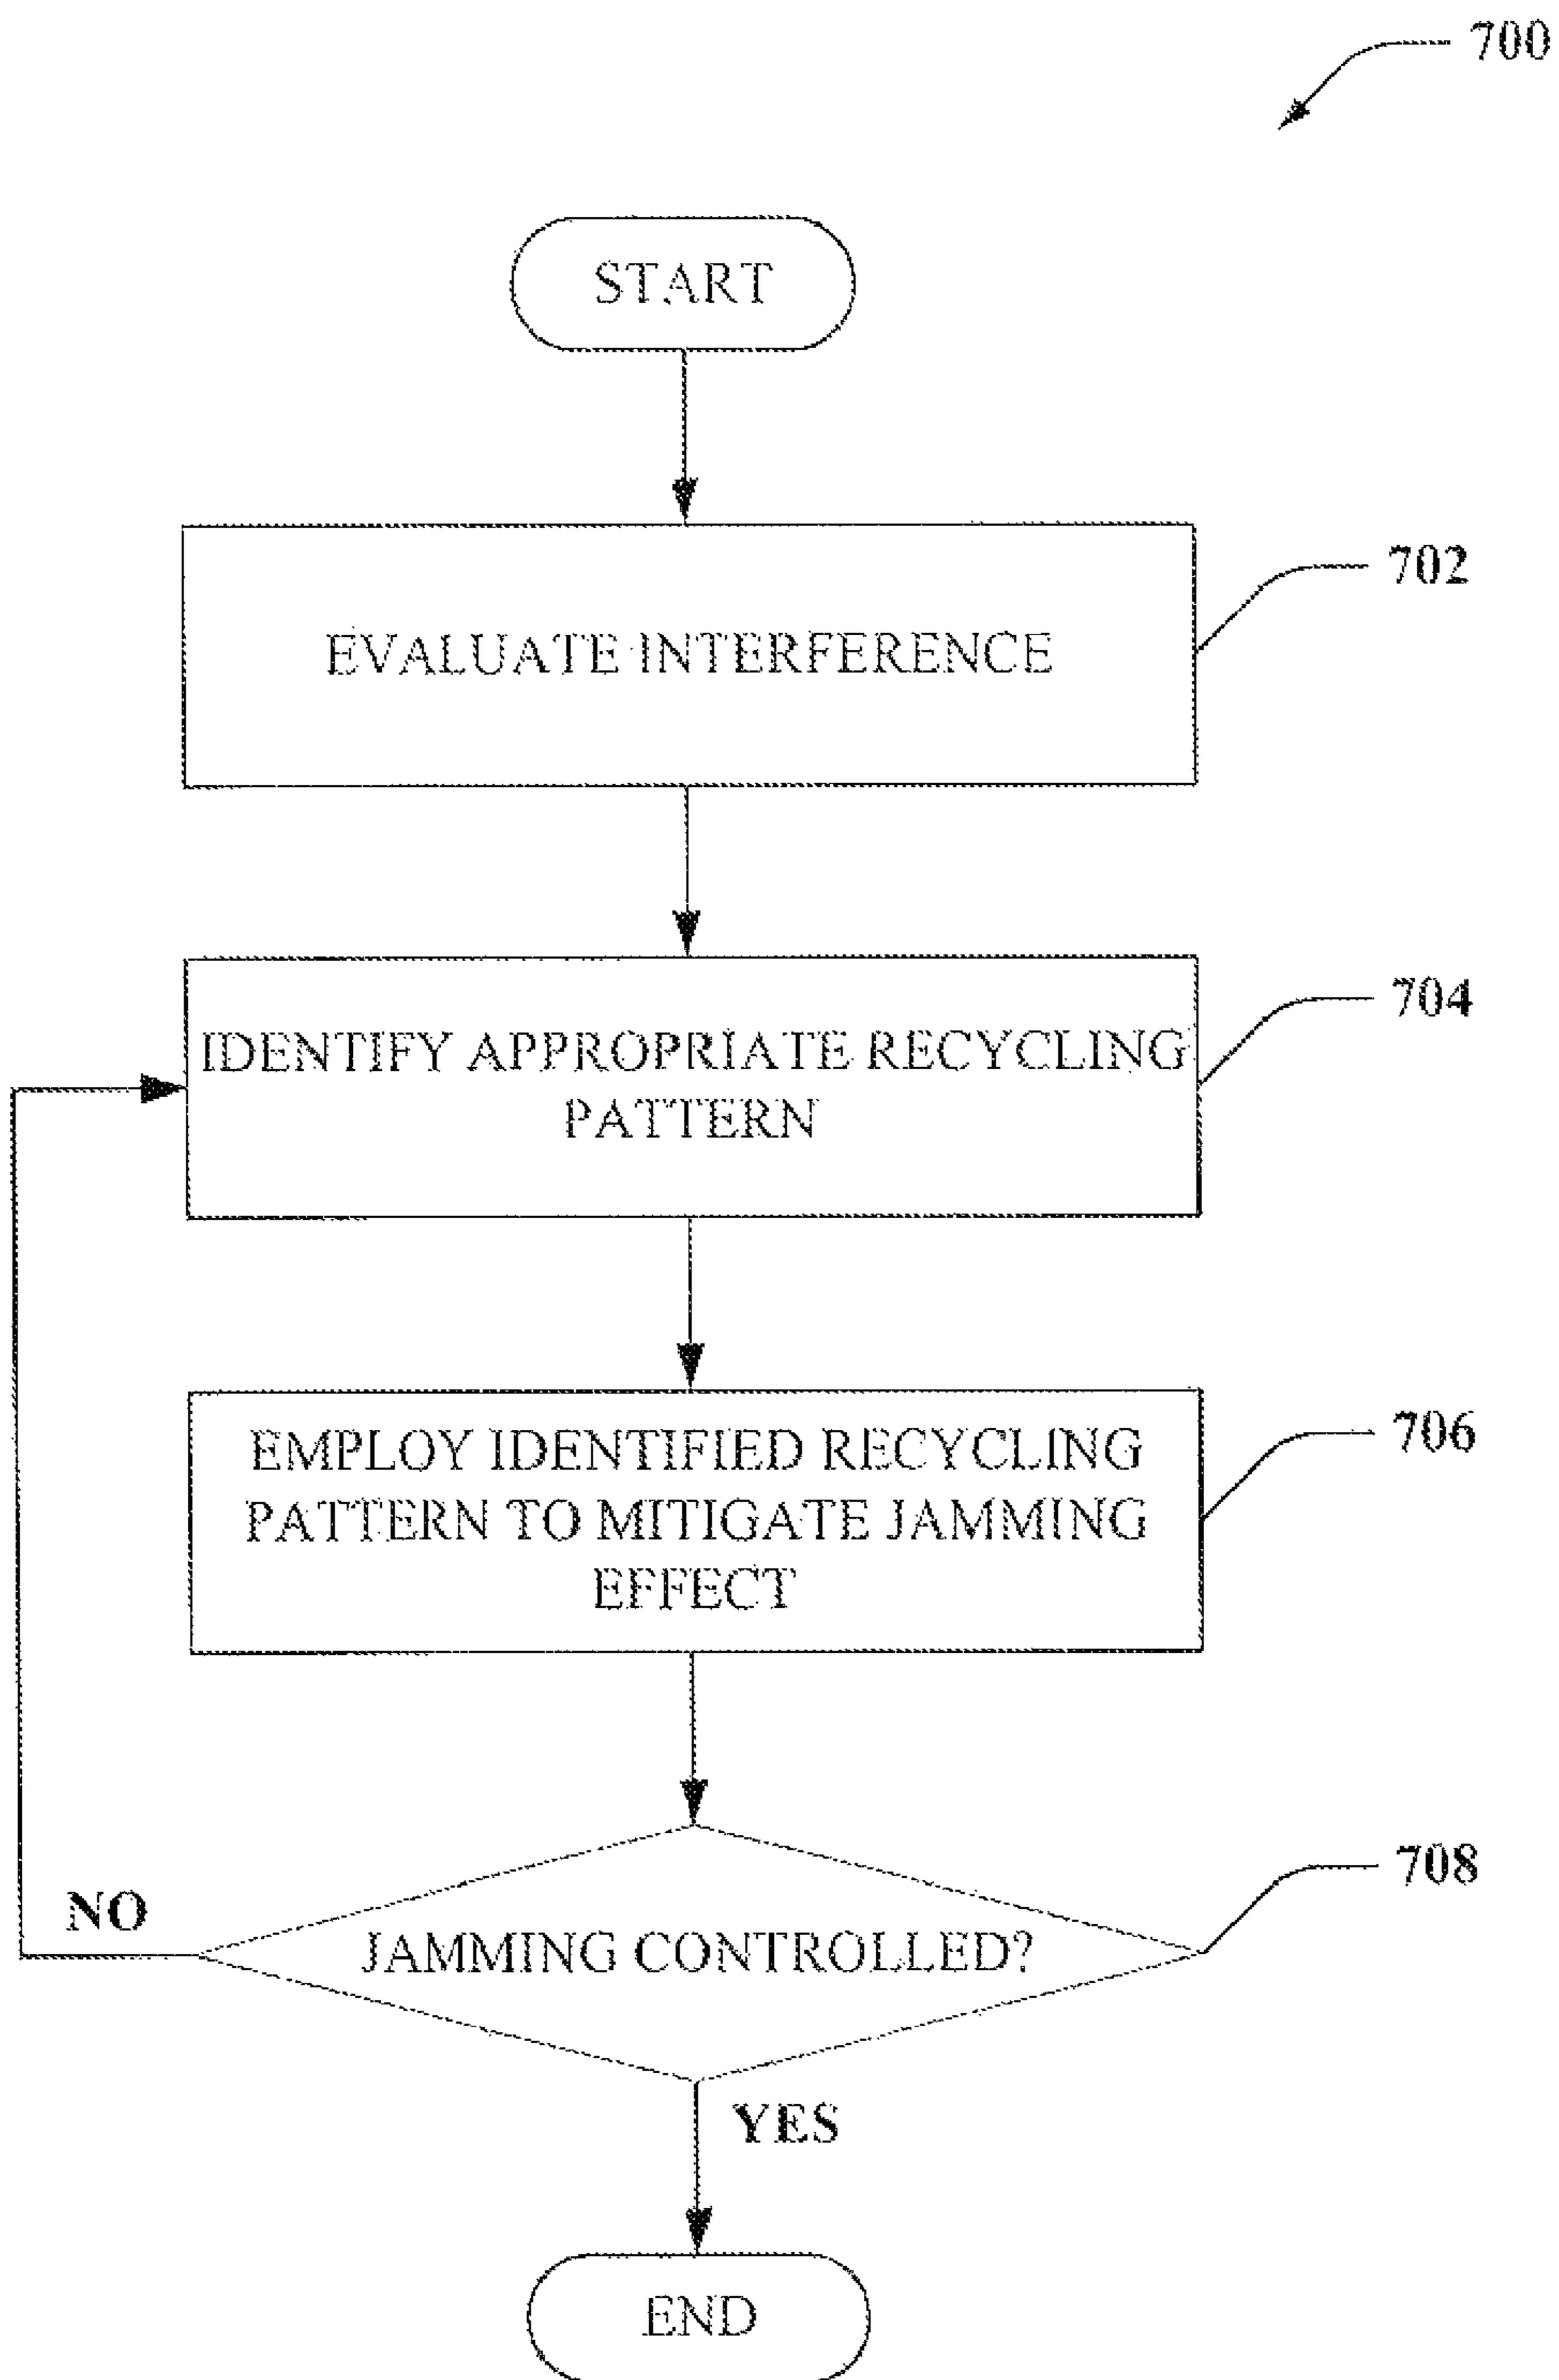 700
START
702
EVALUATE INTERFERENCE
704
IDENTIFY APPROPRIATE RECYCLING
PATTERN
706
EMPLOY IDENTIFIED RECYCLING
PATTERN TO MITIGATE JAMMING
EFFECT
708
NO
JAMMING CONTROLLED?
YES
END